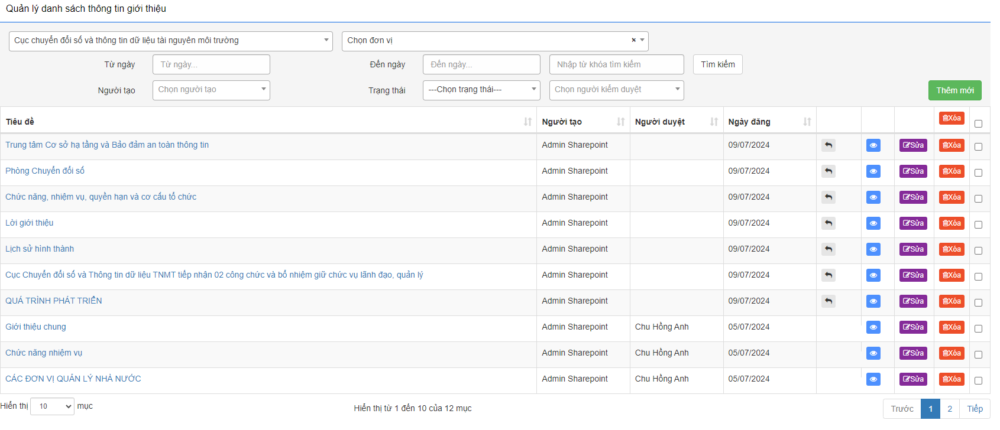 Quản lý danh sách thông tin giới thiệu
Cục chuyển đổi số và thông tin dữ liệu tài nguyên môi trường Chọn đơn vị ×
Từ ngày Từ ngày... Đến ngày Đến ngày... Nhập từ khóa tìm kiếm Tìm kiếm
Người tạo Chọn người tạo Trạng thái ---Chọn trạng thái--- Chọn người kiểm duyệt Thêm mới
Tiêu đề Người tạo Người duyệt Ngày đăng Xóa
Trung tâm Cơ sở hạ tầng và Bảo đảm an toàn thông tin Admin Sharepoint 09/07/2024 Sửa Xóa
Phòng Chuyển đổi số Admin Sharepoint 09/07/2024 Sửa Xóa
Chức năng, nhiệm vụ, quyền hạn và cơ cấu tổ chức Admin Sharepoint 09/07/2024 Sửa Xóa
Lời giới thiệu Admin Sharepoint 09/07/2024 Sửa Xóa
Lịch sử hình thành Admin Sharepoint 09/07/2024 Sửa Xóa
Cục Chuyển đổi số và Thông tin dữ liệu TNMT tiếp nhận 02 công chức và bổ nhiệm giữ chức vụ lãnh đạo, quản lý Admin Sharepoint 09/07/2024 Sửa Xóa
QUÁ TRÌNH PHÁT TRIỂN Admin Sharepoint 09/07/2024 Sửa Xóa
Giới thiệu chung Admin Sharepoint Chu Hồng Anh 05/07/2024 Sửa Xóa
Chức năng nhiệm vụ Admin Sharepoint Chu Hồng Anh 05/07/2024 Sửa Xóa
CÁC ĐƠN VỊ QUẢN LÝ NHÀ NƯỚC Admin Sharepoint Chu Hồng Anh 05/07/2024 Sửa Xóa
Hiển thị 10 mục Hiển thị từ 1 đến 10 của 12 mục Trước 1 2 Tiếp